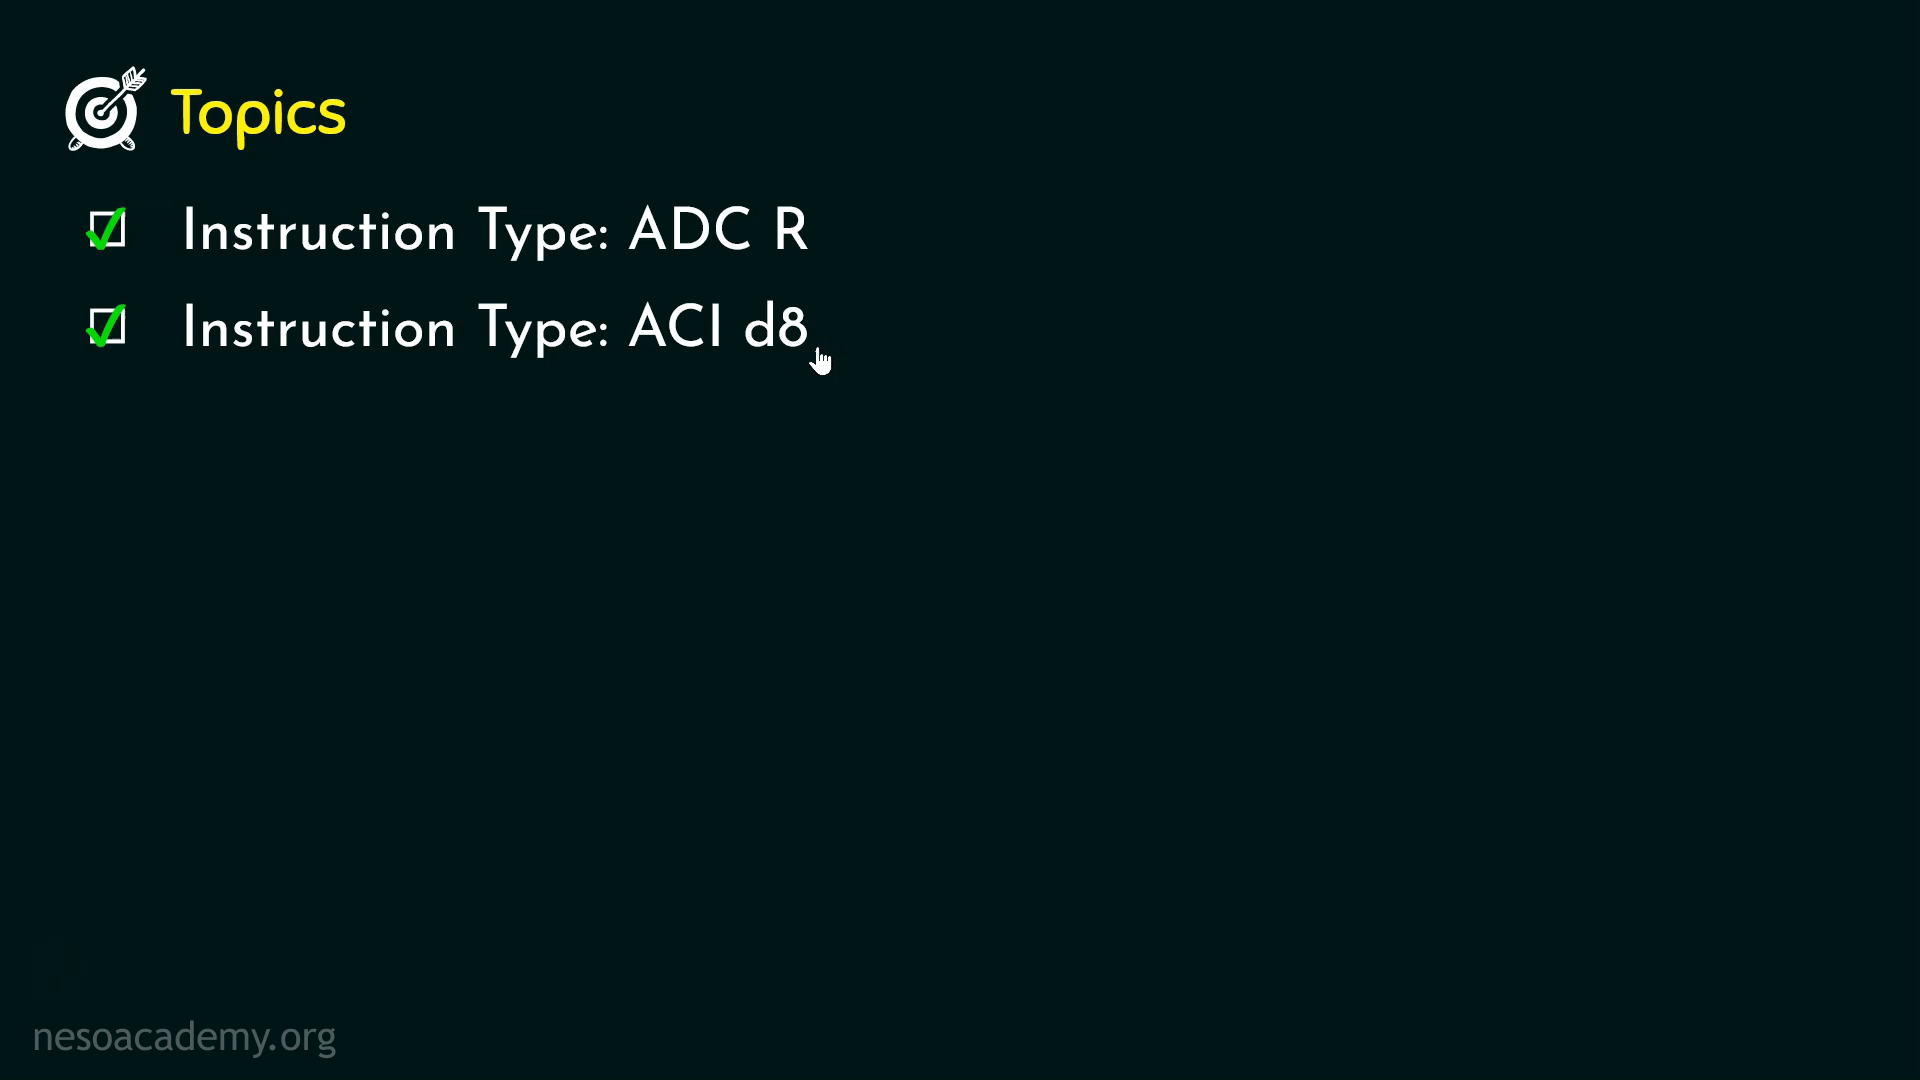 Topics
Instruction Type: ADC R
Instruction Type: ACI d8
nesoacademy.org